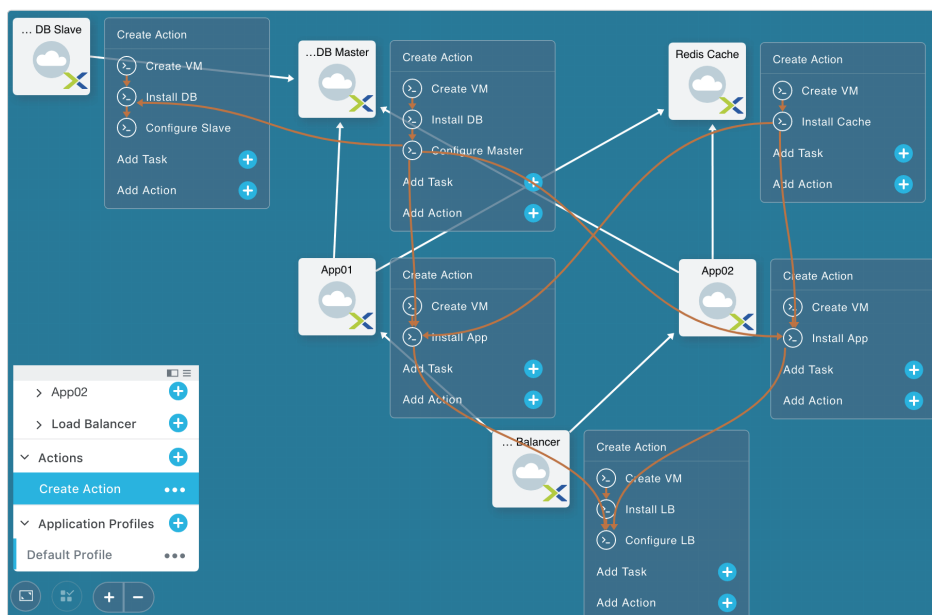 ... DB Slave
Create Action
Create VM
Install DB
Configure Slave
Add Task
Add Action
...DB Master
Create Action
Create VM
Install DB
Configure Master
Add Task
Add Action
Redis Cache
Create Action
Create VM
Install Cache
Add Task
Add Action
App01
Create Action
Create VM
Install App
Add Task
Add Action
App02
Create Action
Create VM
Install App
Add Task
Add Action
... Balancer
Create Action
Create VM
Install LB
Configure LB
Add Task
Add Action
App02
Load Balancer
Actions
Create Action
Application Profiles
Default Profile